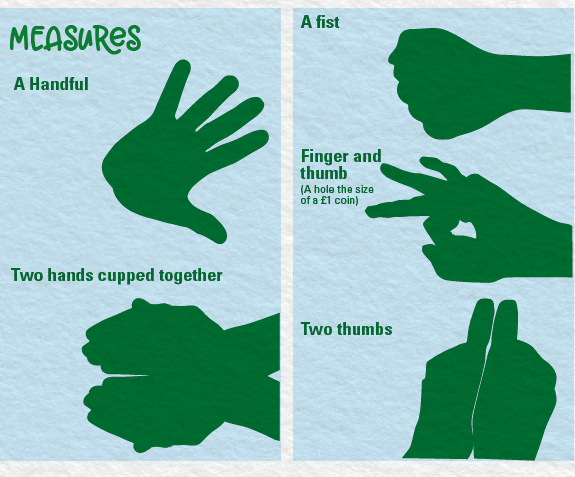 MEASURES
A Handful
Two hands cupped together
A fist
Finger and
thumb
(A hole the size
of a £1 coin)
Two thumbs